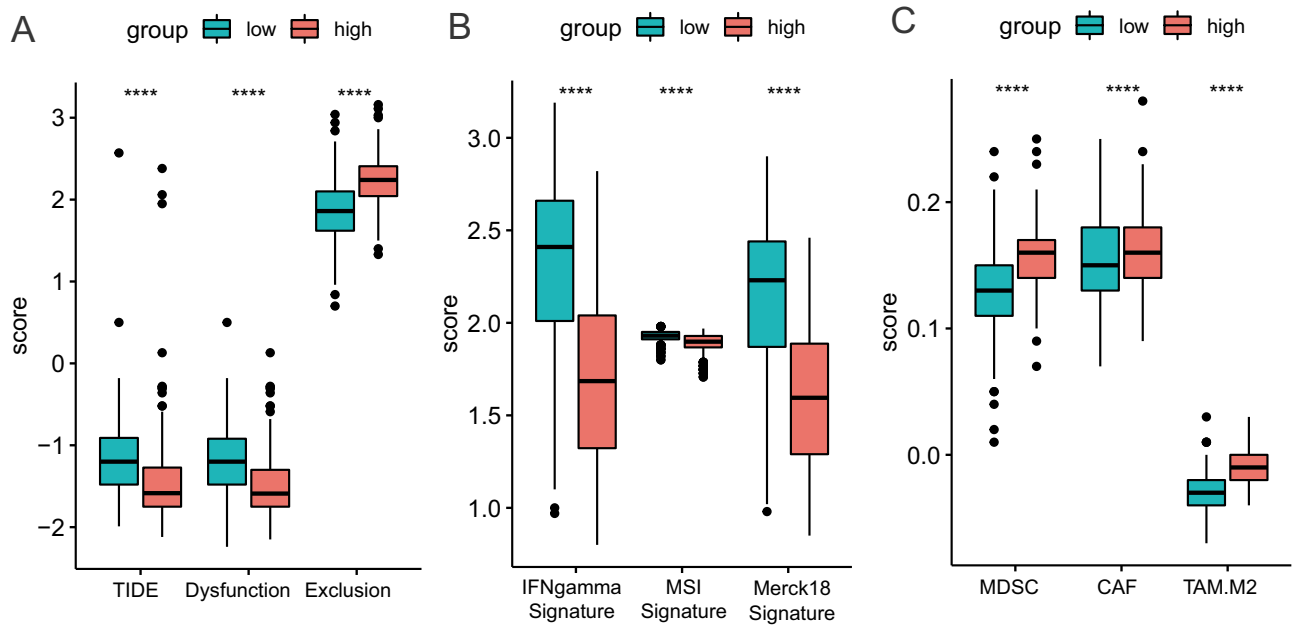 A
group low high
score
3
2
1
0
−1
−2
**** **** ****
TIDE Dysfunction Exclusion
B
group low high
score
3.0
2.5
2.0
1.5
1.0
**** **** ****
IFNgamma Signature
MSI Signature
Merck18 Signature
C
group low high
score
0.2
0.1
0.0
**** **** ****
MDSC CAF TAM.M2